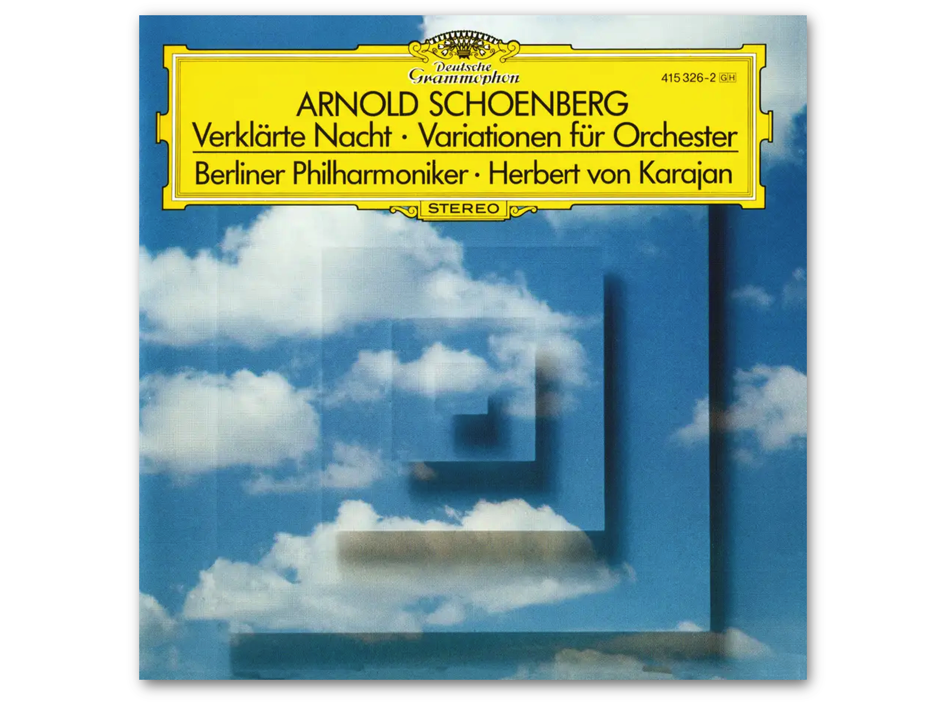 Deutsche
Grammophon
415 326-2 GH
ARNOLD SCHOENBERG
Verklärte Nacht · Variationen für Orchester
Berliner Philharmoniker · Herbert von Karajan
STEREO